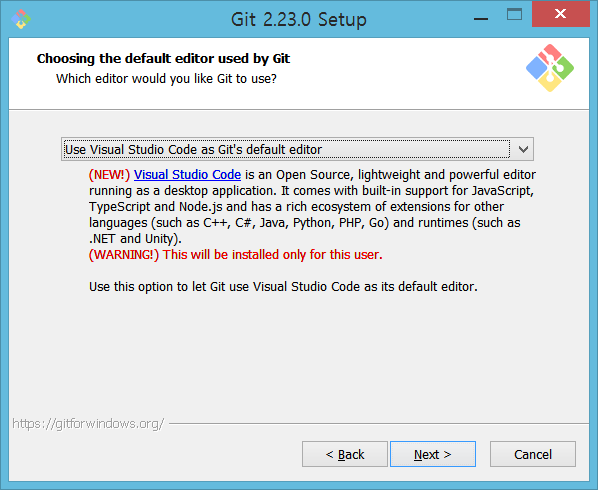 Git 2.23.0 Setup
Choosing the default editor used by Git
Which editor would you like Git to use?
Use Visual Studio Code as Git's default editor
(NEW!) Visual Studio Code is an Open Source, lightweight and powerful editor
running as a desktop application. It comes with built-in support for JavaScript,
TypeScript and Node.js and has a rich ecosystem of extensions for other
languages (such as C++, C#, Java, Python, PHP, Go) and runtimes (such as
.NET and Unity).
(WARNING!) This will be installed only for this user.
Use this option to let Git use Visual Studio Code as its default editor.
https://gitforwindows.org/
< Back
Next >
Cancel